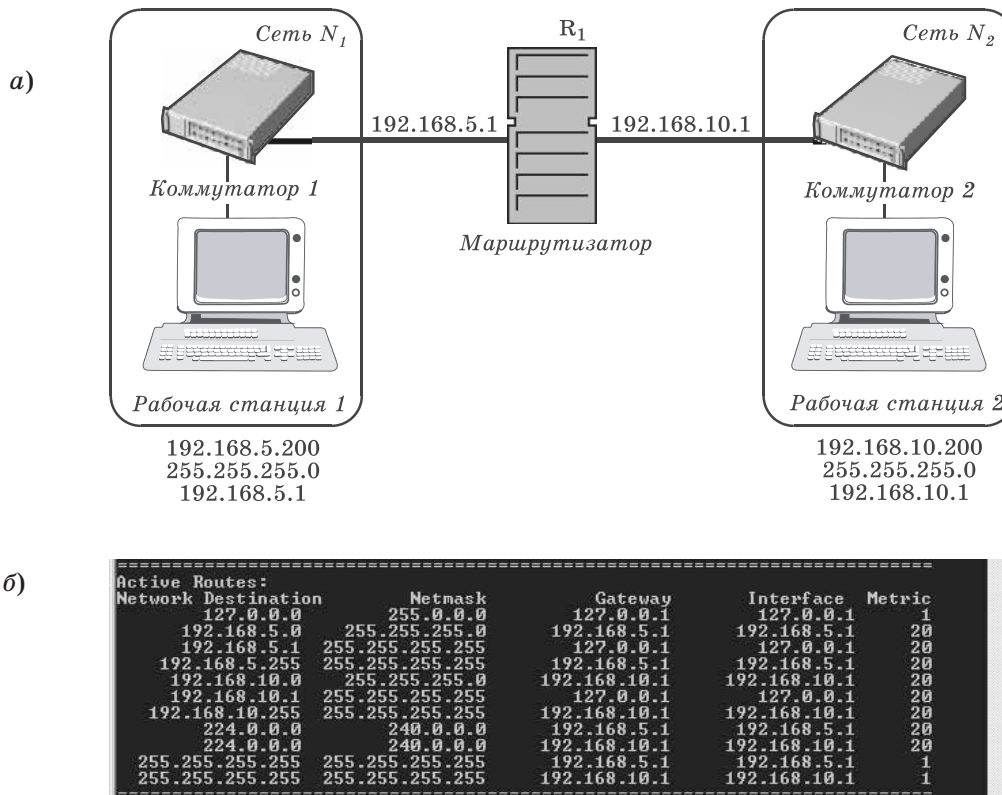 а)
Сеть N1
R1
Сеть N2
192.168.5.1
192.168.10.1
Коммутатор 1
Коммутатор 2
Маршрутизатор
Рабочая станция 1
Рабочая станция 2
192.168.5.200
255.255.255.0
192.168.5.1
192.168.10.200
255.255.255.0
192.168.10.1
б)
Active Routes:
Network Destination Netmask Gateway Interface Metric
127.0.0.0 255.0.0.0 127.0.0.1 127.0.0.1 1
192.168.5.0 255.255.255.0 192.168.5.1 192.168.5.1 20
192.168.5.1 255.255.255.255 127.0.0.1 127.0.0.1 20
192.168.5.255 255.255.255.255 192.168.5.1 192.168.5.1 20
192.168.10.0 255.255.255.0 192.168.10.1 192.168.10.1 20
192.168.10.1 255.255.255.255 127.0.0.1 127.0.0.1 20
192.168.10.255 255.255.255.255 192.168.10.1 192.168.10.1 20
224.0.0.0 240.0.0.0 192.168.5.1 192.168.5.1 20
224.0.0.0 240.0.0.0 192.168.10.1 192.168.10.1 20
255.255.255.255 255.255.255.255 192.168.5.1 192.168.5.1 1
255.255.255.255 255.255.255.255 192.168.10.1 192.168.10.1 1